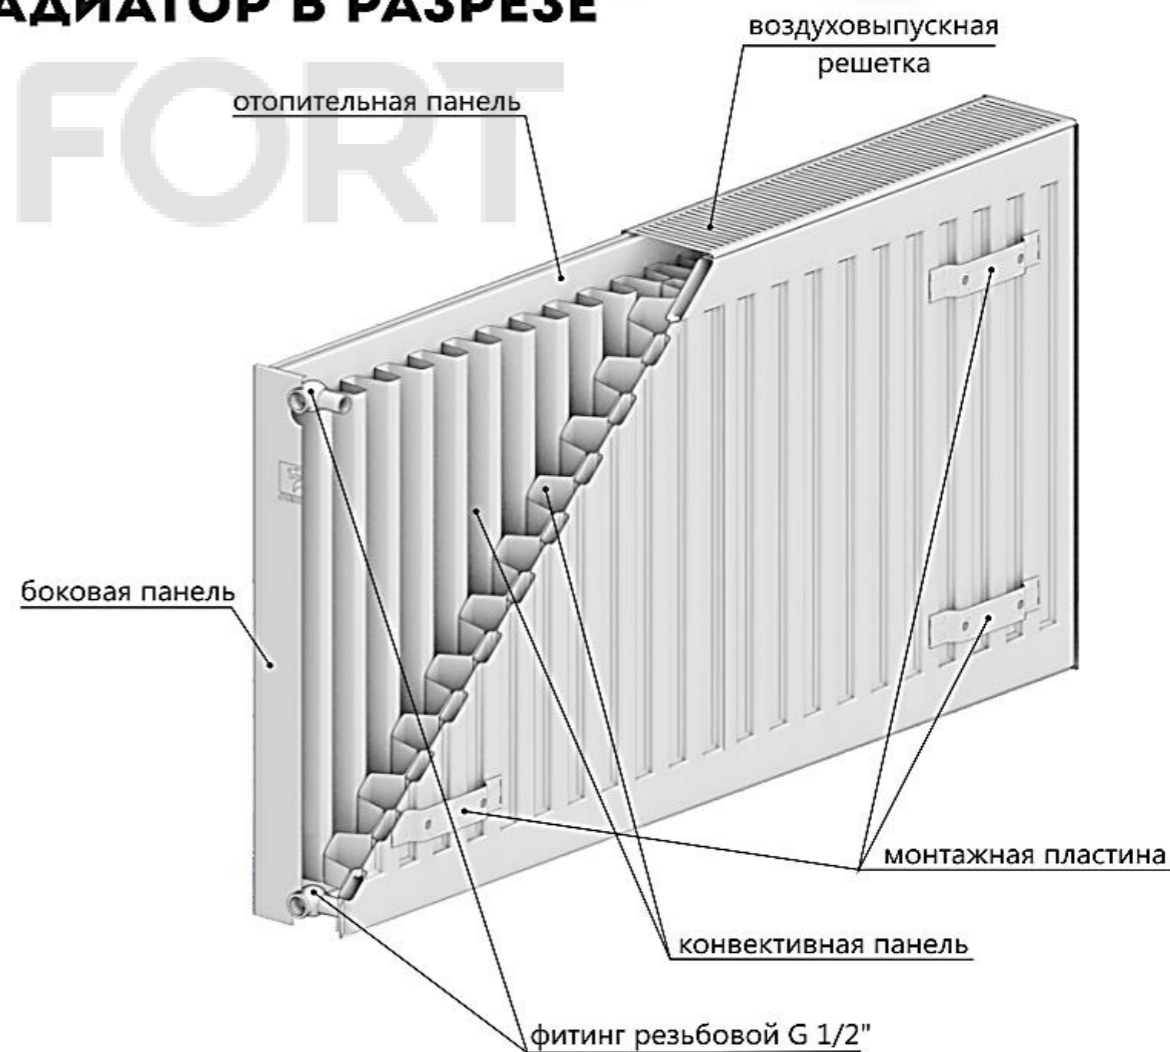 АДИАТОР В РАЗРЕЗЕ
воздуховыпускная
решетка
FORT
отопительная панель
боковая панель
монтажная пластина
конвективная панель
фитинг резьбовой G 1/2"